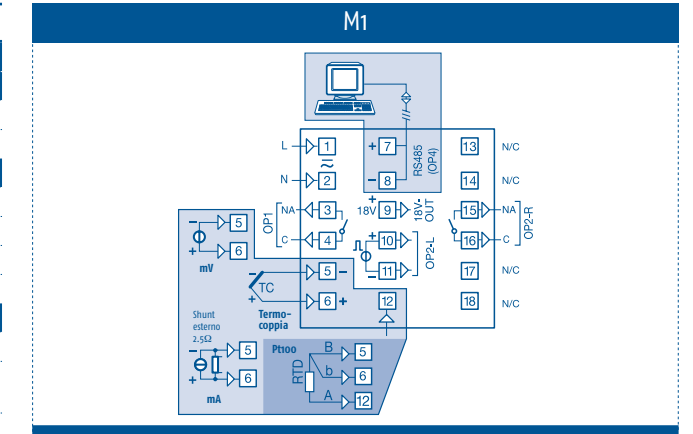 M1
L
1
+
7
RS485
(OP4)
13
N/C
N
2
-
8
14
N/C
OP1
NA
3
C
4
+
18V
9
18V-
OUT
15
NA
OP2-R
16
C
+
10
OP2-L
-
11
-
5
+
6
mV
-
TC
+
5
-
6
+
Termo-
coppia
12
17
N/C
18
N/C
Shunt
esterno
2.5Ω
-
5
+
6
mA
Pt100
RTD
B
5
b
6
A
12